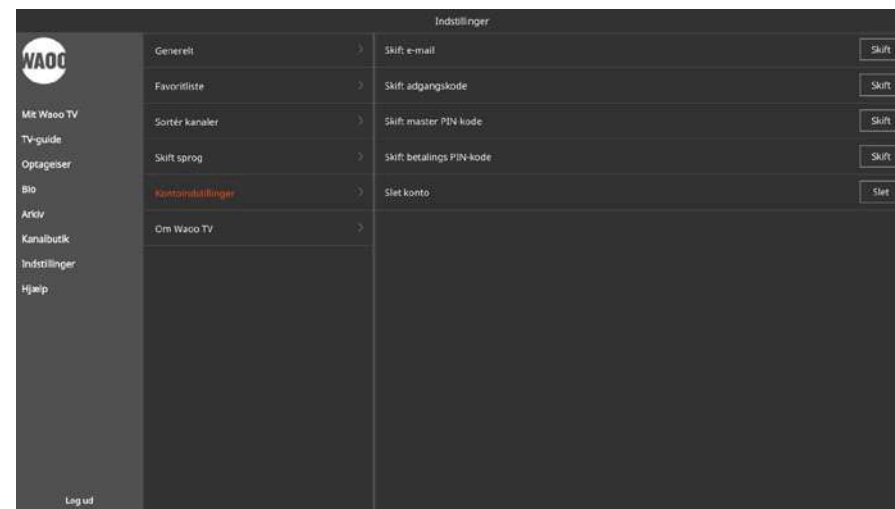 Indstillinger
WAOO
Mit Waoo TV
TV-guide
Optagelser
Bio
Arkiv
Kanalbutik
Indstillinger
Hjælp
Log ud
Generelt
Favoritliste
Sortér kanaler
Skift sprog
Kontoindstillinger
Om Waoo TV
Skift e-mail Skift
Skift adgangskode Skift
Skift master PIN-kode Skift
Skift betalings PIN-kode Skift
Slet konto Slet